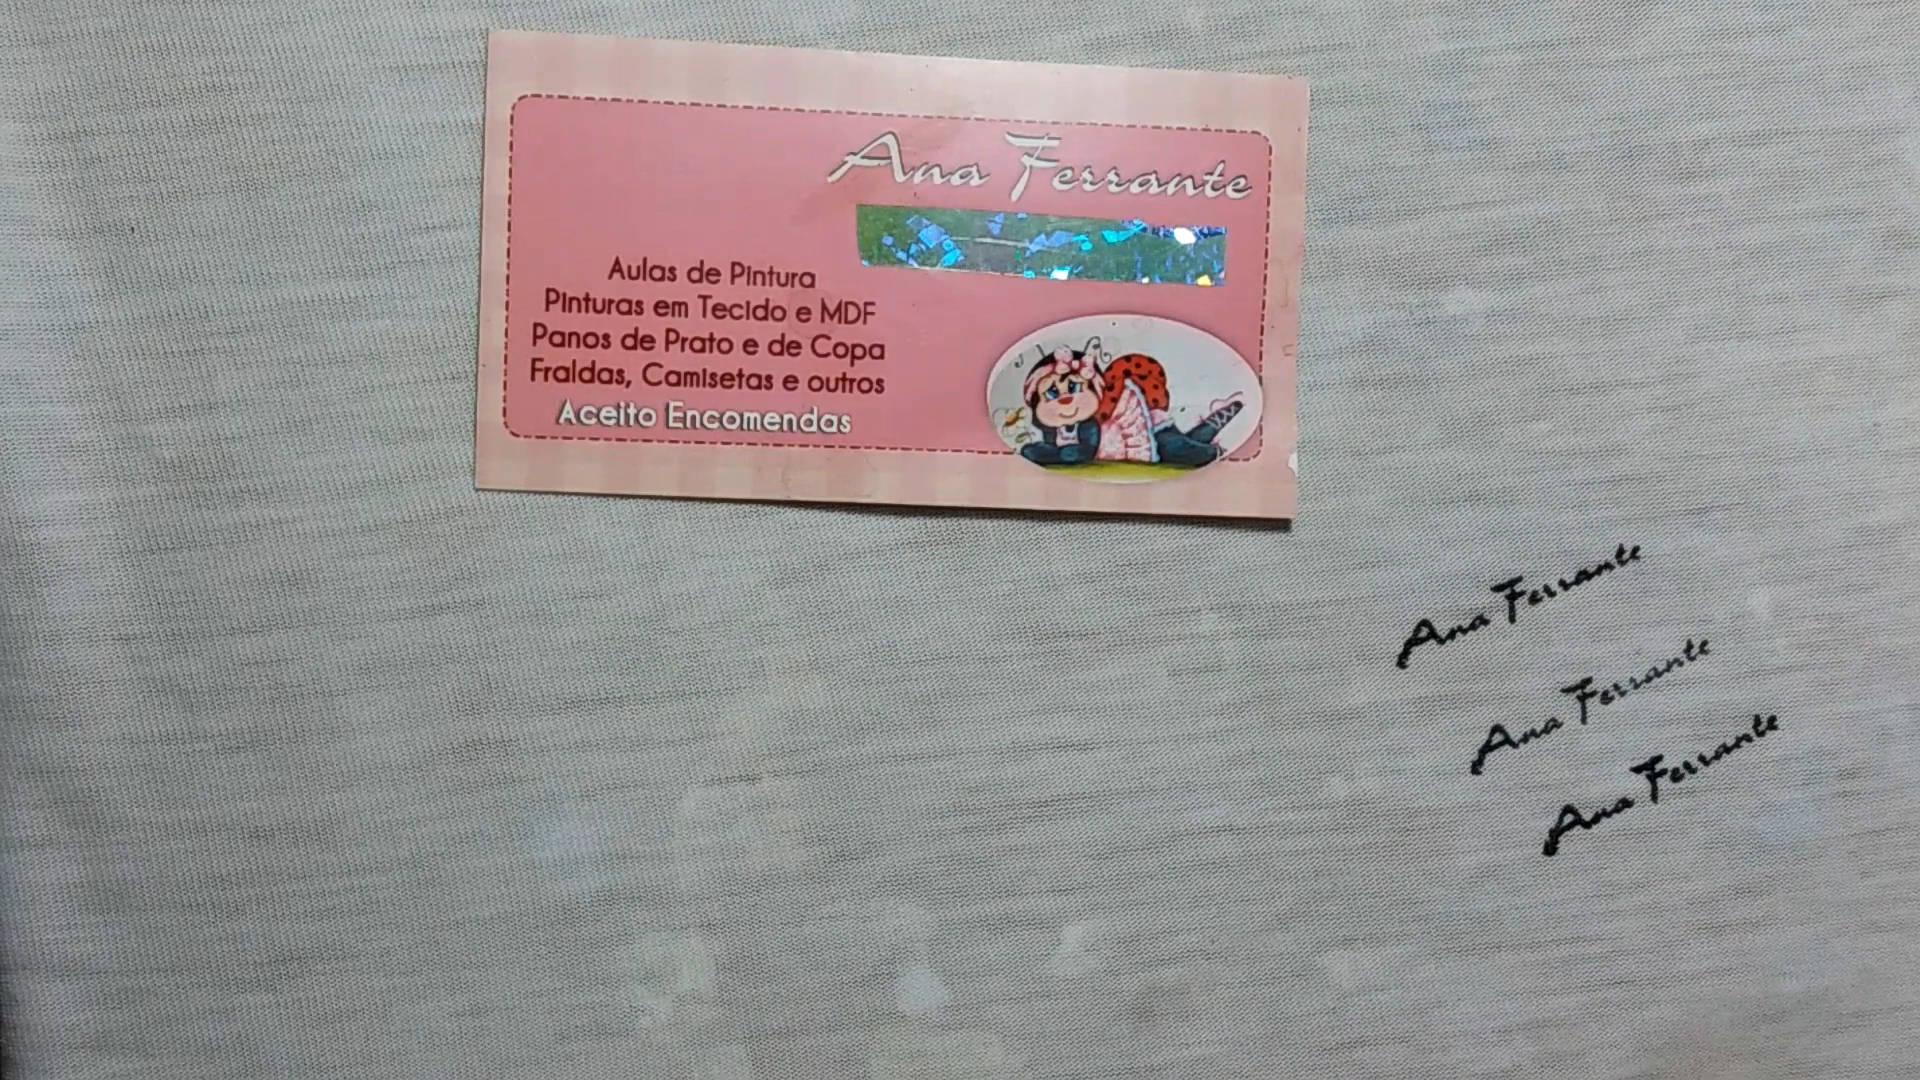 Ana Ferrante
Aulas de Pintura
Pinturas em Tecido e MDF
Panos de Prato e de Copa
Fraldas, Camisetas e outros
Aceito Encomendas
Ana Ferrante
Ana Ferrante
Ana Ferrante